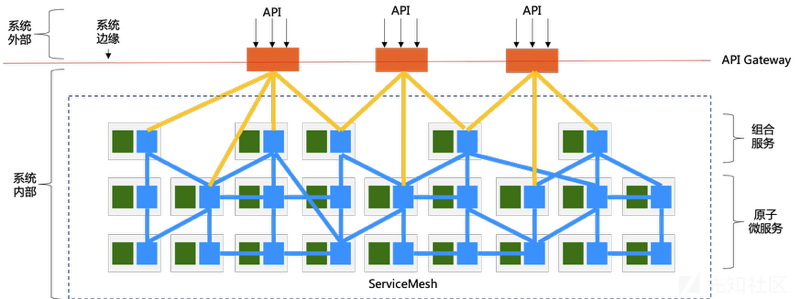 系统
外部
系统
边缘
API
API
API
API Gateway
系统
内部
组合
服务
原子
微服务
ServiceMesh
先知社区